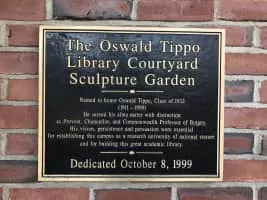 The Oswald Tippo
Library Courtyard
Sculpture Garden
Named to honor Oswald Tippo, Class of 1932
(1911 - 1999)
He served his alma mater with distinction
as Provost, Chancellor, and Commonwealth Professor of Botany.
His vision, persistence and persuasion were essential
for establishing this campus as a research university of national stature
and for building this great academic library.
Dedicated October 8, 1999